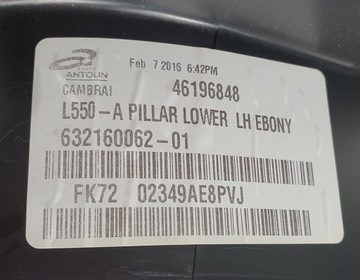 Feb 7 2016 6:42PM
ANTOLIN
CAMBRAI 46196848
L550-A PILLAR LOWER LH EBONY
632160062-01
FK72 02349AE8PVJ